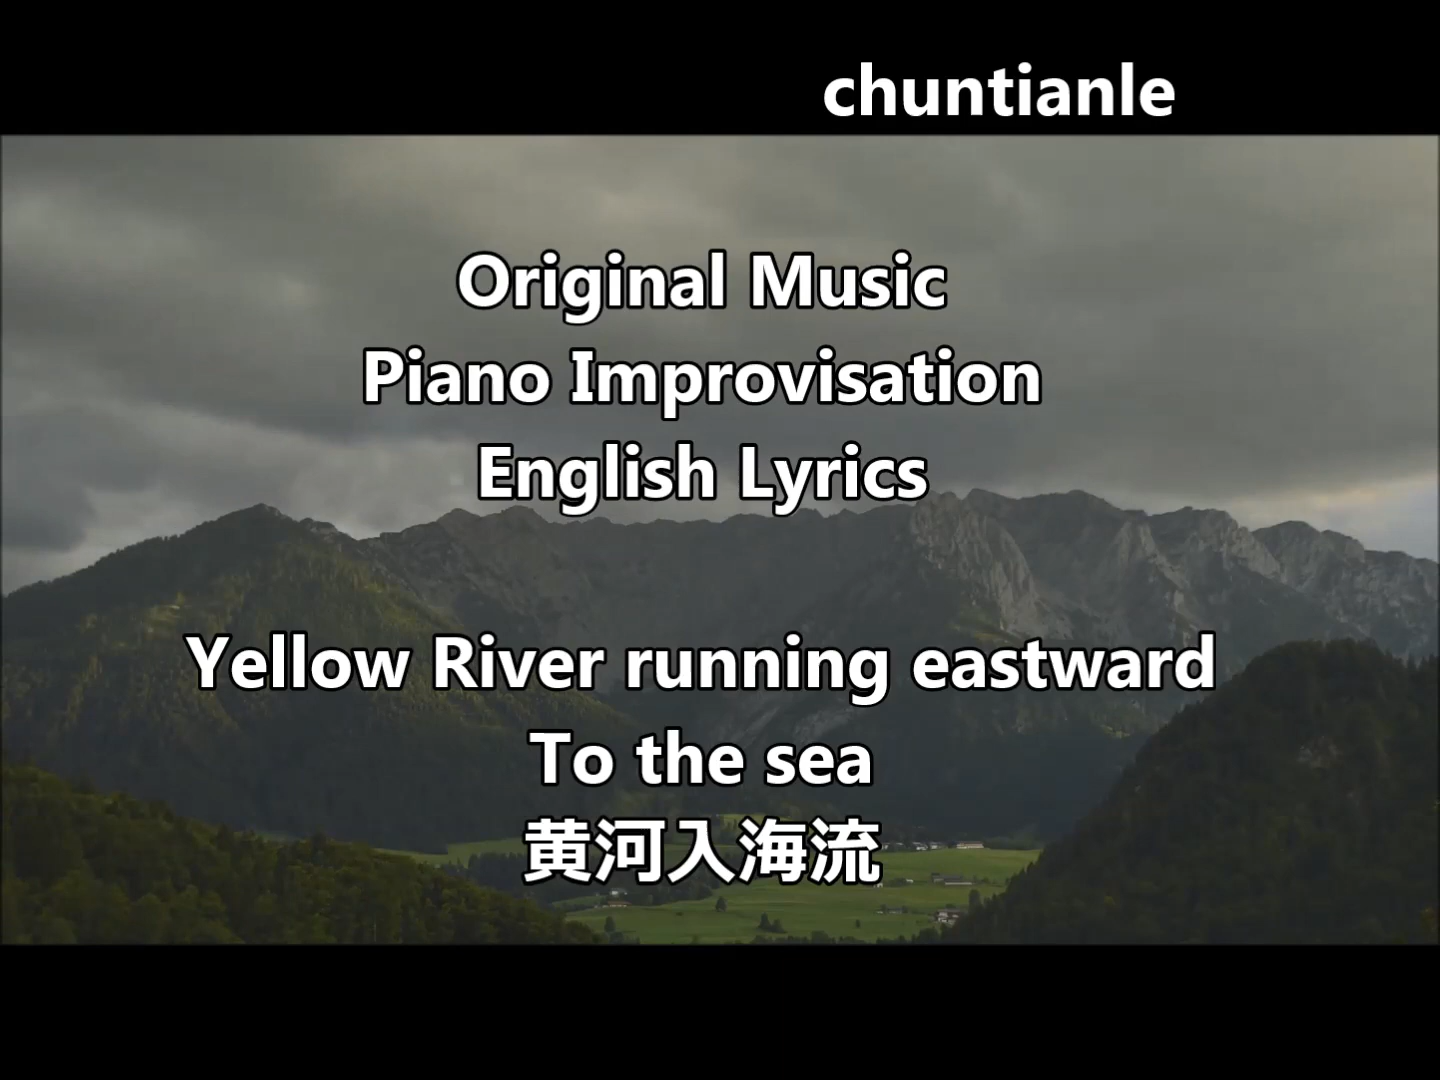 chuntianle
Original Music
Piano Improvisation
English Lyrics
Yellow River running eastward
To the sea
黄河入海流